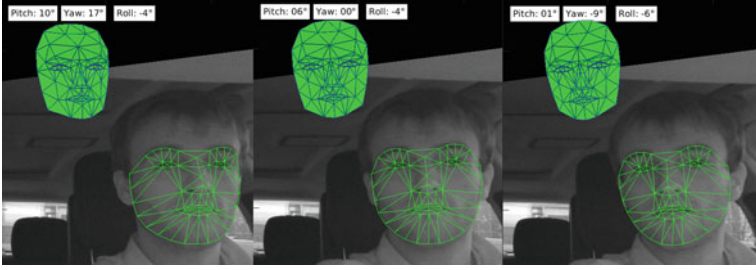 Pitch: 10° Yaw: 17° Roll: -4°
Pitch: 06° Yaw: 00° Roll: -4°
Pitch: 01° Yaw: -9° Roll: -6°